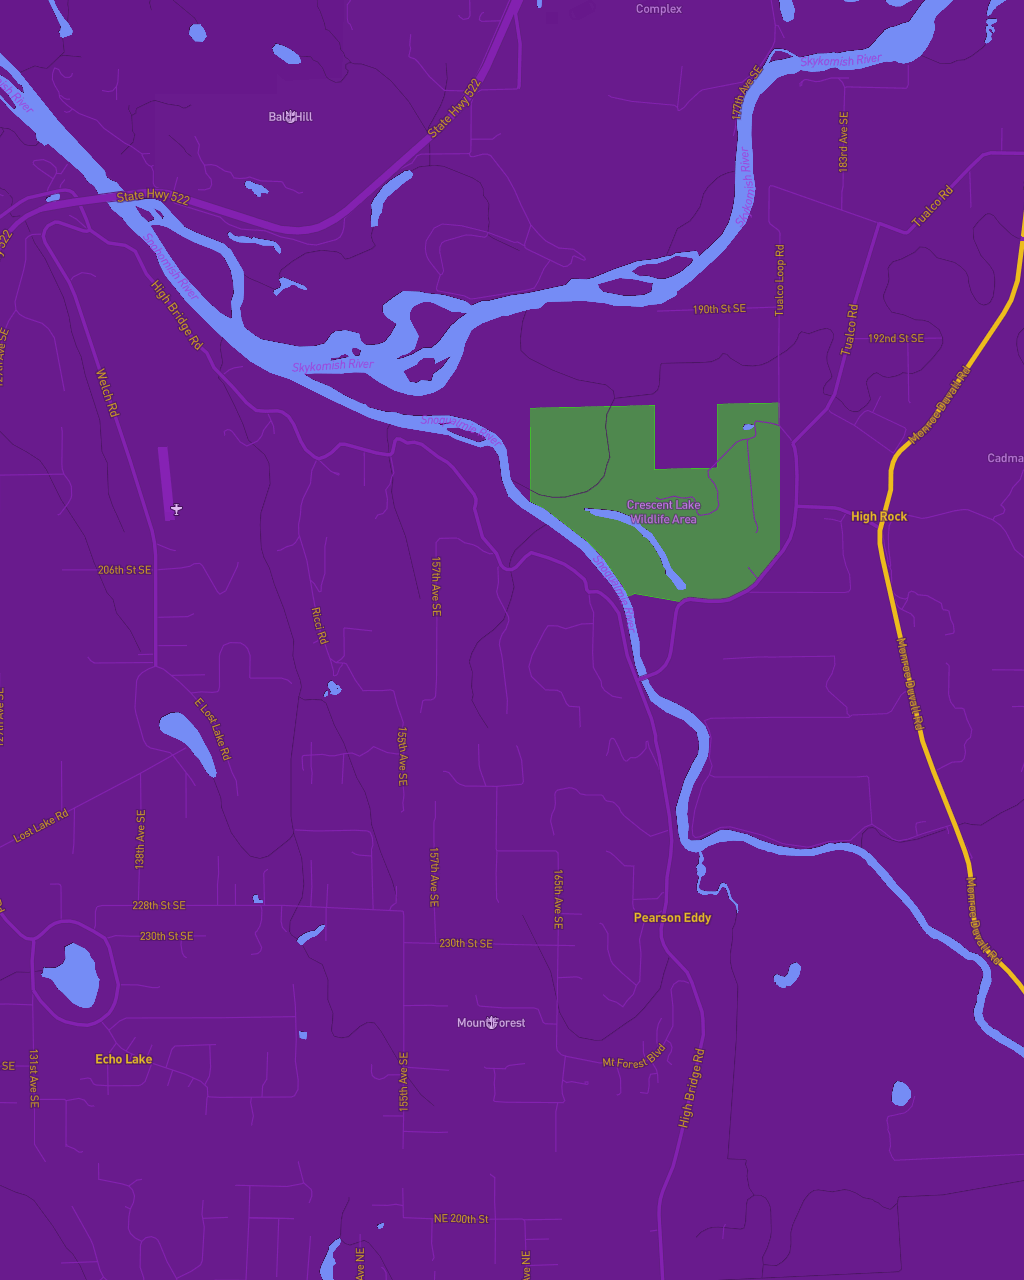 Complex
Skykomish River
177th Ave SE
State Hwy 522
Bald Hill
183rd Ave SE
Skykomish River
State Hwy 522
Tualco Rd
Skykomish River
High Bridge Rd
Tualco Loop Rd
190th St SE
Tualco Rd
192nd St SE
Skykomish River
Welch Rd
Monroe-Duvall Rd
Snoqualmie River
Cadma
Crescent Lake
Wildlife Area
High Rock
206th St SE
157th Ave SE
Ricci Rd
Monroe-Duvall Rd
E Lost Lake Rd
155th Ave SE
Lost Lake Rd
138th Ave SE
157th Ave SE
165th Ave SE
228th St SE
Pearson Eddy
230th St SE
230th St SE
Monroe-Duvall Rd
Mount Forest
Echo Lake
SE
131st Ave SE
155th Ave SE
Mt Forest Blvd
High Bridge Rd
NE 200th St
Ave NE
Ave NE